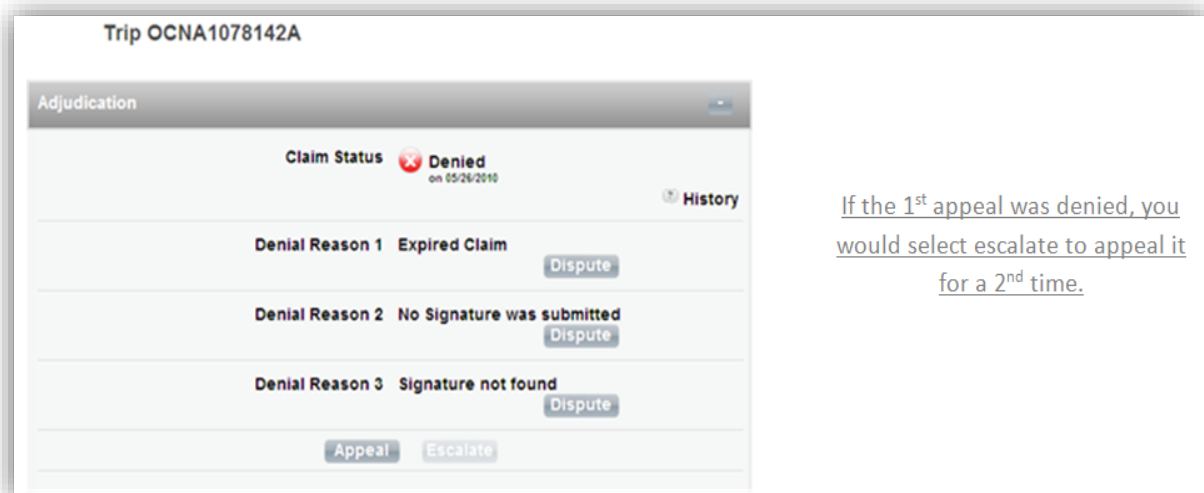 Trip OCNA1078142A
Adjudication
Claim Status Denied
on 05/26/2010
History
Denial Reason 1 Expired Claim
Dispute
Denial Reason 2 No Signature was submitted
Dispute
Denial Reason 3 Signature not found
Dispute
Appeal Escalate
If the 1st appeal was denied, you
would select escalate to appeal it
for a 2nd time.